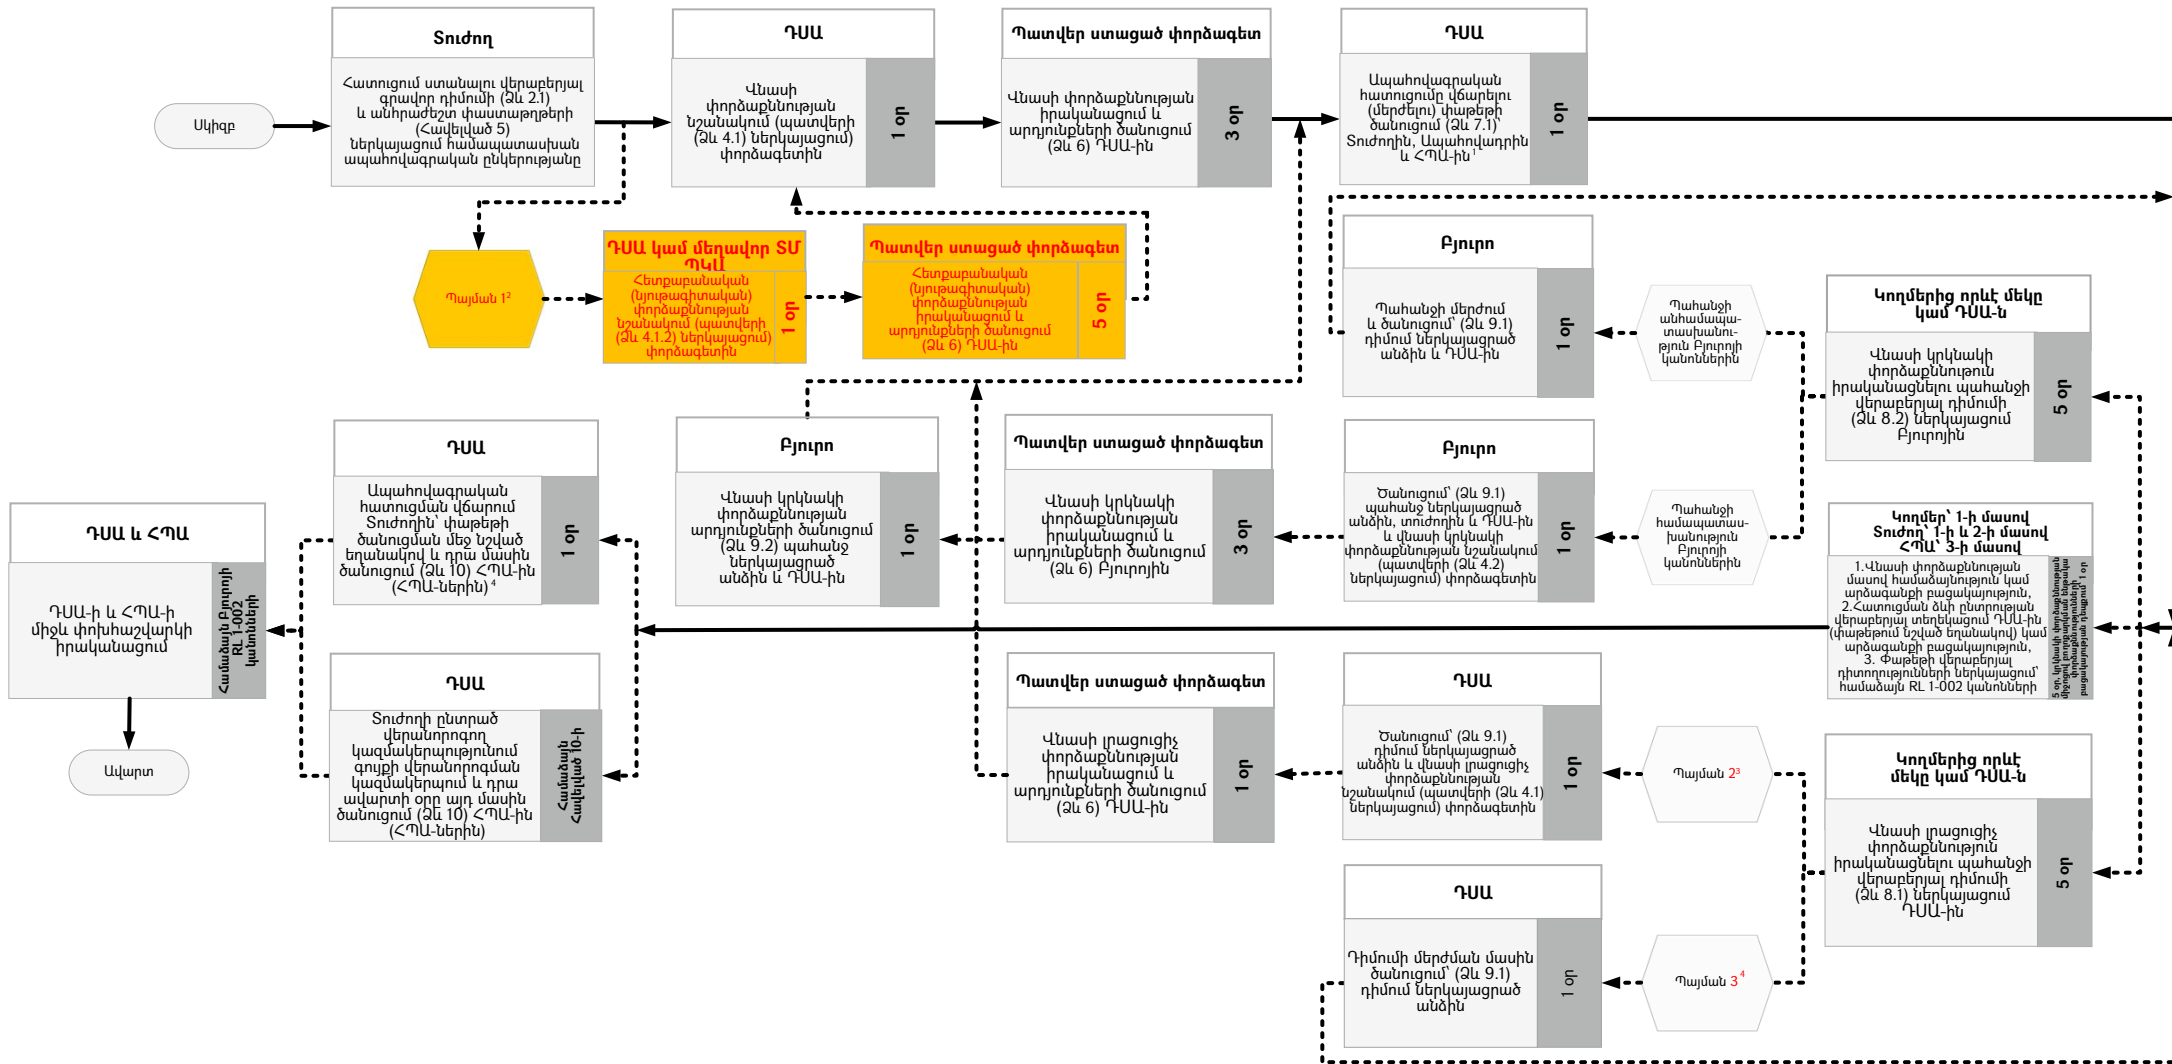 Սկիզբ
Տուժող
Հատուցում ստանալու վերաբերյալ
գրավոր դիմումի (Ձև 2.1)
և անհրաժեշտ փաստաթղթերի
(Հավելված 5)
ներկայացում համապատասխան
ապահովագրական ընկերությանը
ԴՍԱ
Վնասի
փորձաքննության
նշանակում (պատվերի
(Ձև 4.1) ներկայացում)
փորձագետին
1 օր
Պատվեր ստացած փորձագետ
Վնասի փորձաքննության
իրականացում և
արդյունքների ծանուցում
(Ձև 6) ԴՍԱ-ին
3 օր
ԴՍԱ
Ապահովագրական
հատուցումը վճարելու
(մերժելու) փաթեթի
ծանուցում (Ձև 7.1)՝
Տուժողին, Ապահովադրին
և ՀՊԱ-ին¹
1 օր
Պայման 1²
ԴՍԱ կամ մեղավոր ՏՄ
ՊԿԱ
Հետքաբանական
(նյութագիտական)
փորձաքննության
նշանակում (պատվերի
(Ձև 4.1.2) ներկայացում)
փորձագետին
1 օր
Պատվեր ստացած փորձագետ
Հետքաբանական
(նյութագիտական)
փորձաքննության
իրականացում և
արդյունքների ծանուցում
(Ձև 6) ԴՍԱ-ին
5 օր
Բյուրո
Պահանջի մերժում
և ծանուցում՝ (Ձև 9.1)
դիմում ներկայացրած
անձին և ԴՍԱ-ին
1 օր
Պահանջի
անհամապա-
տասխանու-
թյուն Բյուրոյի
կանոններին
Կողմերից որևէ մեկը
կամ ԴՍԱ-ն
Վնասի կրկնակի
փորձաքննութուն
իրականացնելու պահանջի
վերաբերյալ դիմումի
(Ձև 8.2) ներկայացում
Բյուրոյին
5 օր
ԴՍԱ
Ապահովագրական
հատուցման վճարում
Տուժողին՝ փաթեթի
ծանուցման մեջ նշված
եղանակով և դրա մասին
ծանուցում (Ձև 10) ՀՊԱ-ին
(ՀՊԱ-ներին) ⁴
1 օր
Բյուրո
Վնասի կրկնակի
փորձաքննության
արդյունքների ծանուցում
(Ձև 9.2) պահանջ
ներկայացրած
անձին և ԴՍԱ-ին
1 օր
Պատվեր ստացած փորձագետ
Վնասի կրկնակի
փորձաքննության
իրականացում և
արդյունքների ծանուցում
(Ձև 6) Բյուրոյին
3 օր
Բյուրո
Ծանուցում՝ (Ձև 9.1)
պահանջ ներկայացրած
անձին, տուժողին և ԴՍԱ-ին
և վնասի կրկնակի
փորձաքննության նշանակում
(պատվերի (Ձև 4.2)
ներկայացում) փորձագետին
1 օր
Պահանջի
համապատաս-
խանություն
Բյուրոյի
կանոններին
ԴՍԱ և ՀՊԱ
ԴՍԱ-ի և ՀՊԱ-ի
միջև փոխհաշվարկի
իրականացում
Համաձայն Բյուրոյի
RL 1-002
կանոնների
Կողմեր՝ 1-ի մասով
Տուժող՝ 1-ի և 2-ի մասով
ՀՊԱ՝ 3-ի մասով
1.Վնասի փորձաքննության
մասով համաձայնություն կամ
արձագանքի բացակայություն,
2.Հատուցման ձևի ընտրության
վերաբերյալ տեղեկացում ԴՍԱ-ին
(փաթեթում նշված եղանակով) կամ
արձագանքի բացակայություն,
3. Փաթեթի վերաբերյալ
դիտողությունների ներկայացում՝
համաձայն RL 1-002 կանոնների
ԴՍԱ
Տուժողի ընտրած
վերանորոգող
կազմակերպությունում
գույքի վերանորոգման
կազմակերպում և դրա
ավարտի օրը այդ մասին
ծանուցում (Ձև 10) ՀՊԱ-ին
(ՀՊԱ-ներին)
Համաձայն
Հավելված 10-ի
Պատվեր ստացած փորձագետ
Վնասի լրացուցիչ
փորձաքննության
իրականացում և
արդյունքների ծանուցում
(Ձև 6) ԴՍԱ-ին
1 օր
ԴՍԱ
Ծանուցում՝ (Ձև 9.1)
դիմում ներկայացրած
անձին և վնասի լրացուցիչ
փորձաքննության
նշանակում (պատվերի (Ձև 4.1)
ներկայացում) փորձագետին
1 օր
Պայման 2³
Կողմերից որևէ
մեկը կամ ԴՍԱ-ն
Վնասի լրացուցիչ
փորձաքննություն
իրականացնելու պահանջի
վերաբերյալ դիմումի
(Ձև 8.1) ներկայացում
ԴՍԱ-ին
5 օր
Ավարտ
ԴՍԱ
Դիմումի մերժման մասին
ծանուցում՝ (Ձև 9.1)
դիմում ներկայացրած
անձին
1 օր
Պայման 3⁴